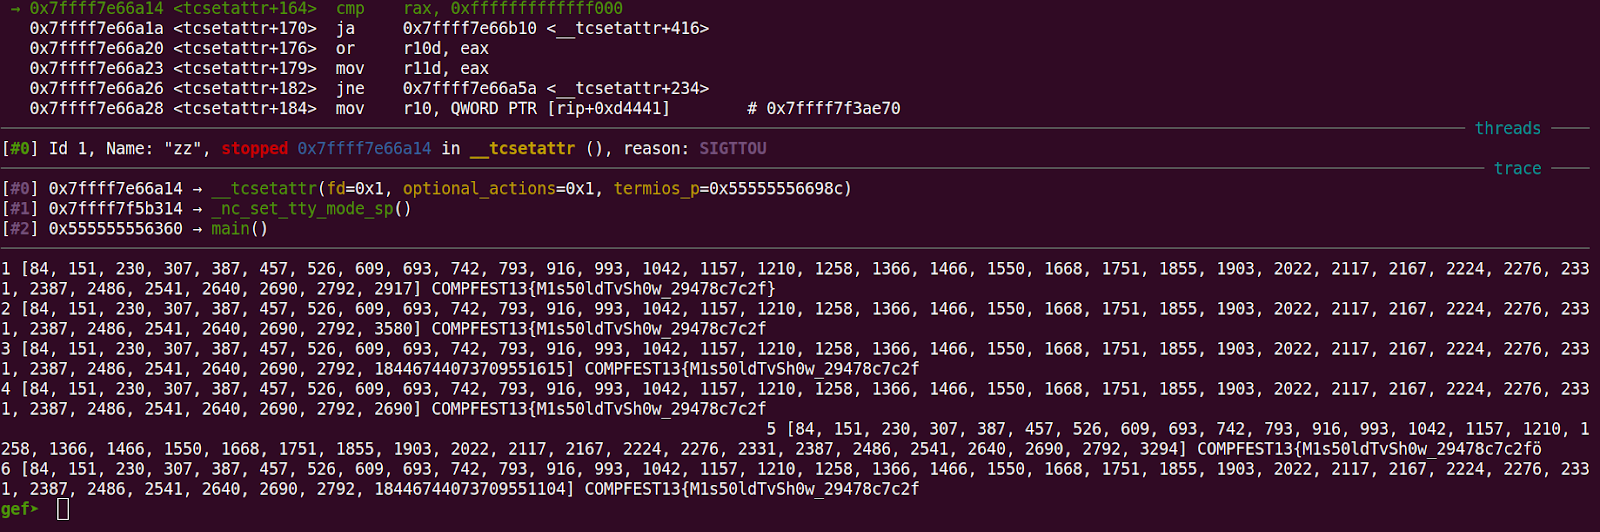 → 0x7ffff7e66a14 <tcsetattr+164>  cmp    rax, 0xfffffffffffff000
0x7ffff7e66a1a <tcsetattr+170>  ja     0x7ffff7e66b10 <__tcsetattr+416>
0x7ffff7e66a20 <tcsetattr+176>  or     r10d, eax
0x7ffff7e66a23 <tcsetattr+179>  mov    r11d, eax
0x7ffff7e66a26 <tcsetattr+182>  jne    0x7ffff7e66a5a <__tcsetattr+234>
0x7ffff7e66a28 <tcsetattr+184>  mov    r10, QWORD PTR [rip+0xd4441]        # 0x7ffff7f3ae70
threads
[#0] Id 1, Name: "zz", stopped 0x7ffff7e66a14 in __tcsetattr (), reason: SIGTTOU
trace
[#0] 0x7ffff7e66a14 → __tcsetattr(fd=0x1, optional_actions=0x1, termios_p=0x55555556698c)
[#1] 0x7ffff7f5b314 → _nc_set_tty_mode_sp()
[#2] 0x555555556360 → main()
1 [84, 151, 230, 307, 387, 457, 526, 609, 693, 742, 793, 916, 993, 1042, 1157, 1210, 1258, 1366, 1466, 1550, 1668, 1751, 1855, 1903, 2022, 2117, 2167, 2224, 2276, 233
1, 2387, 2486, 2541, 2640, 2690, 2792, 2917] COMPFEST13{M1s50ldTvSh0w_29478c7c2f}
2 [84, 151, 230, 307, 387, 457, 526, 609, 693, 742, 793, 916, 993, 1042, 1157, 1210, 1258, 1366, 1466, 1550, 1668, 1751, 1855, 1903, 2022, 2117, 2167, 2224, 2276, 233
1, 2387, 2486, 2541, 2640, 2690, 2792, 3580] COMPFEST13{M1s50ldTvSh0w_29478c7c2f
3 [84, 151, 230, 307, 387, 457, 526, 609, 693, 742, 793, 916, 993, 1042, 1157, 1210, 1258, 1366, 1466, 1550, 1668, 1751, 1855, 1903, 2022, 2117, 2167, 2224, 2276, 233
1, 2387, 2486, 2541, 2640, 2690, 2792, 18446744073709551615] COMPFEST13{M1s50ldTvSh0w_29478c7c2f
4 [84, 151, 230, 307, 387, 457, 526, 609, 693, 742, 793, 916, 993, 1042, 1157, 1210, 1258, 1366, 1466, 1550, 1668, 1751, 1855, 1903, 2022, 2117, 2167, 2224, 2276, 233
1, 2387, 2486, 2541, 2640, 2690, 2792, 2690] COMPFEST13{M1s50ldTvSh0w_29478c7c2f
5 [84, 151, 230, 307, 387, 457, 526, 609, 693, 742, 793, 916, 993, 1042, 1157, 1210, 1
258, 1366, 1466, 1550, 1668, 1751, 1855, 1903, 2022, 2117, 2167, 2224, 2276, 2331, 2387, 2486, 2541, 2640, 2690, 2792, 3294] COMPFEST13{M1s50ldTvSh0w_29478c7c2fö
6 [84, 151, 230, 307, 387, 457, 526, 609, 693, 742, 793, 916, 993, 1042, 1157, 1210, 1258, 1366, 1466, 1550, 1668, 1751, 1855, 1903, 2022, 2117, 2167, 2224, 2276, 233
1, 2387, 2486, 2541, 2640, 2690, 2792, 18446744073709551104] COMPFEST13{M1s50ldTvSh0w_29478c7c2f
gef➤